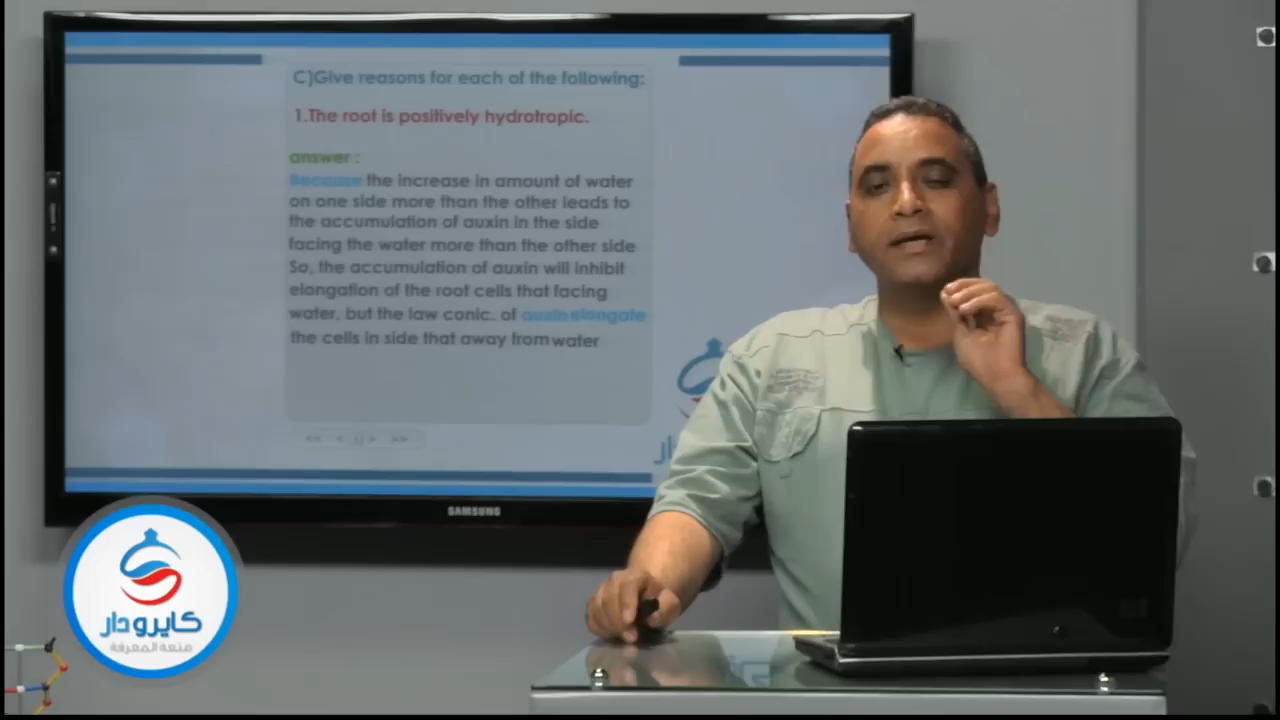 C)Give reasons for each of the following:
1.The root is positively hydrotropic.
answer :
Because the increase in amount of water
on one side more than the other leads to
the accumulation of auxin in the side
facing the water more than the other side
So, the accumulation of auxin will inhibit
elongation of the root cells that facing
water, but the law conic. of auxin elongate
the cells in side that away from water
SAMSUNG
كايرودار
متعة المعرفة